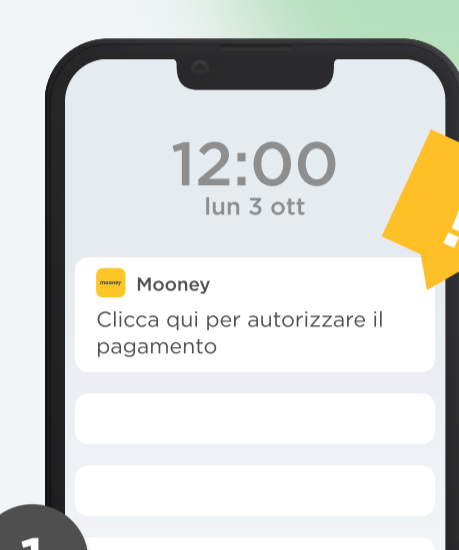 12:00
lun 3 ott
!
mooney
Mooney
Clicca qui per autorizzare il
pagamento
1